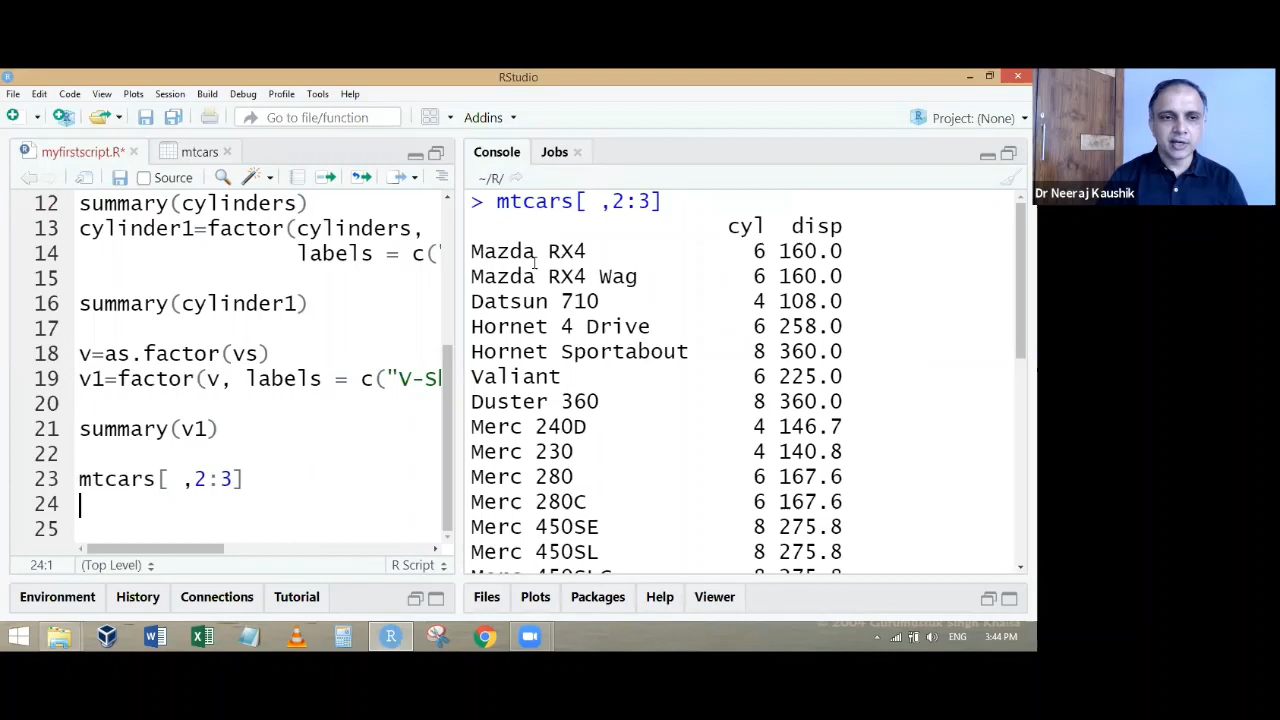 RStudio
File Edit Code View Plots Session Build Debug Profile Tools Help
Go to file/function
Addins
Project: (None)
myfirstscript.R*
mtcars
Source
12 summary(cylinders)
13 cylinder1=factor(cylinders,
14 labels = c("
15
16 summary(cylinder1)
17
18 v=as.factor(vs)
19 v1=factor(v, labels = c("V-S
20
21 summary(v1)
22
23 mtcars[ ,2:3]
24
25
24:1 (Top Level) R Script
Environment History Connections Tutorial
Console Jobs
~/R/
> mtcars[ ,2:3]
cyl disp
Mazda RX4 6 160.0
Mazda RX4 Wag 6 160.0
Datsun 710 4 108.0
Hornet 4 Drive 6 258.0
Hornet Sportabout 8 360.0
Valiant 6 225.0
Duster 360 8 360.0
Merc 240D 4 146.7
Merc 230 4 140.8
Merc 280 6 167.6
Merc 280C 6 167.6
Merc 450SE 8 275.8
Merc 450SL 8 275.8
Merc 450SLC 8 275.8
Files Plots Packages Help Viewer
Dr Neeraj Kaushik
ENG 3:44 PM